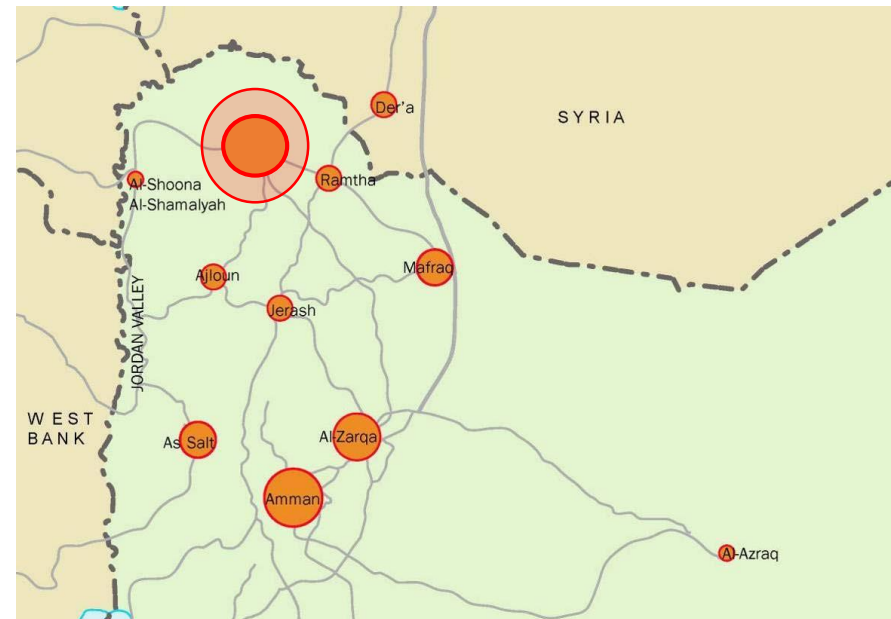 Der'a
SYRIA
Al-Shoona
Al-Shamalyah
Ramtha
Ajloun
Mafraq
Jerash
JORDAN VALLEY
WEST
BANK
As Salt
Al-Zarqa
Amman
Al-Azraq